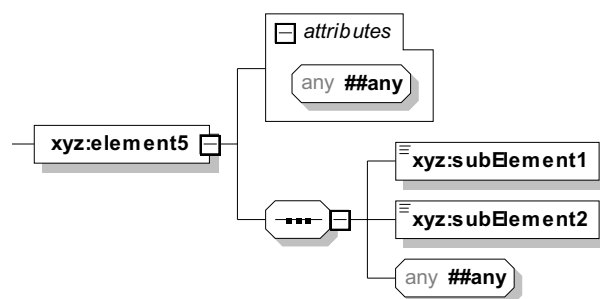 attributes
any ##any
xyz:element5
xyz:subElement1
xyz:subElement2
any ##any